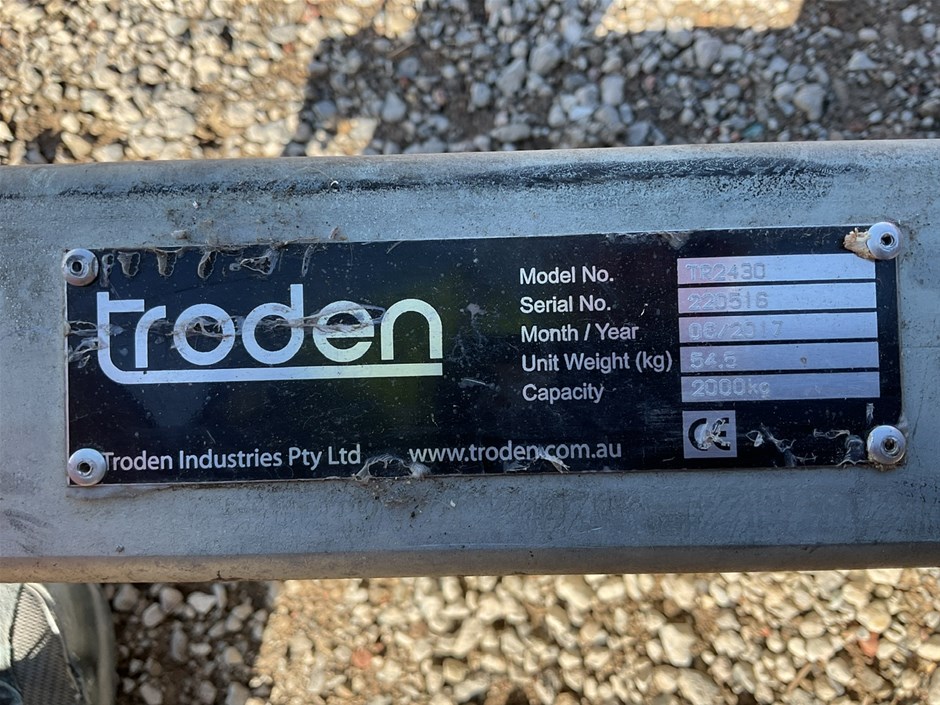 troden
Model No. TR2430
Serial No. 220516
Month / Year 06/2017
Unit Weight (kg) 54.5
Capacity 2000kg
CE
Troden Industries Pty Ltd www.troden.com.au